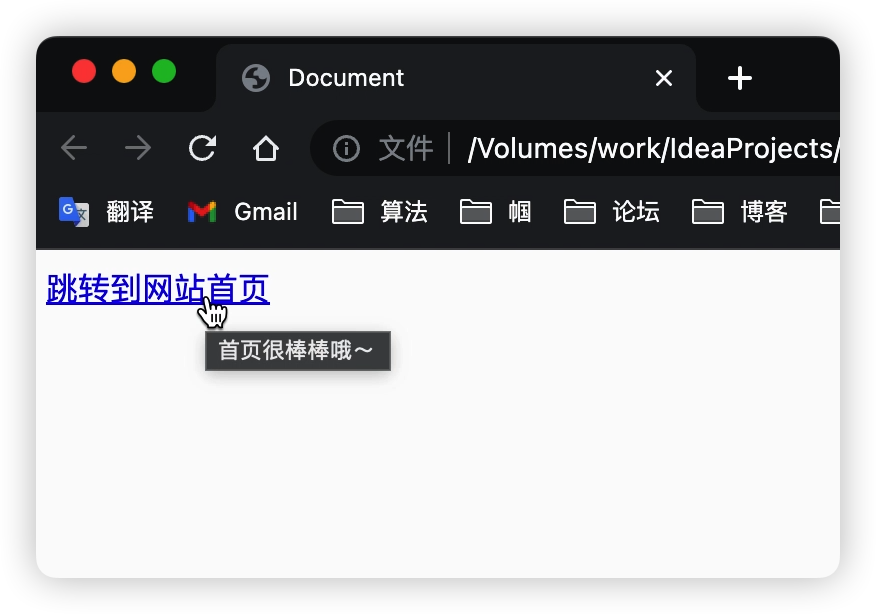 Document
文件 /Volumes/work/IdeaProjects/
翻译 Gmail 算法 帼 论坛 博客
跳转到网站首页
首页很棒棒哦～